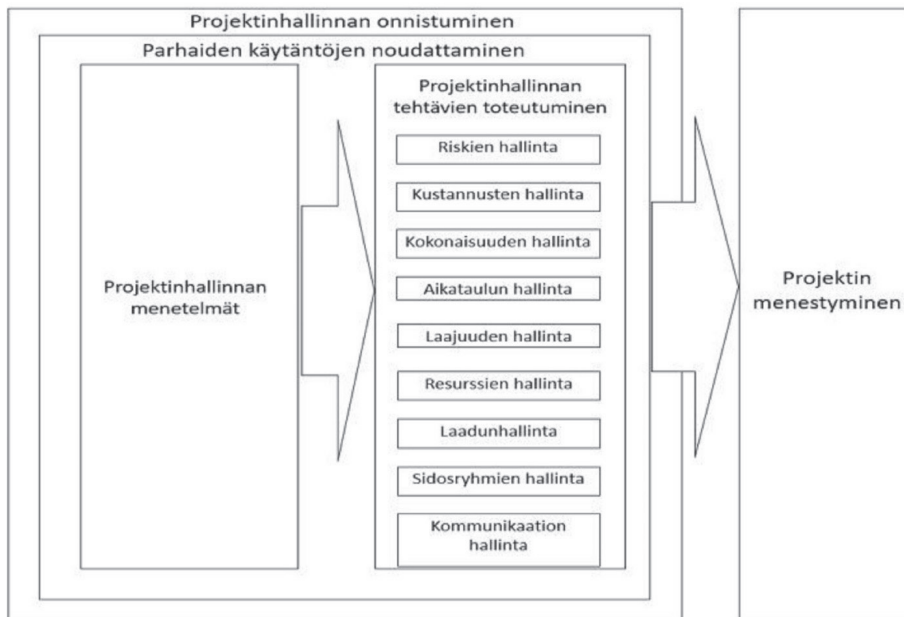 Projektinhallinnan onnistuminen
Parhaiden käytäntöjen noudattaminen
Projektinhallinnan
menetelmät
Projektinhallinnan
tehtävien toteutuminen
Riskien hallinta
Kustannusten hallinta
Kokonaisuuden hallinta
Aikataulun hallinta
Laajuuden hallinta
Resurssien hallinta
Laadunhallinta
Sidosryhmien hallinta
Kommunikaation
hallinta
Projektin
menestyminen